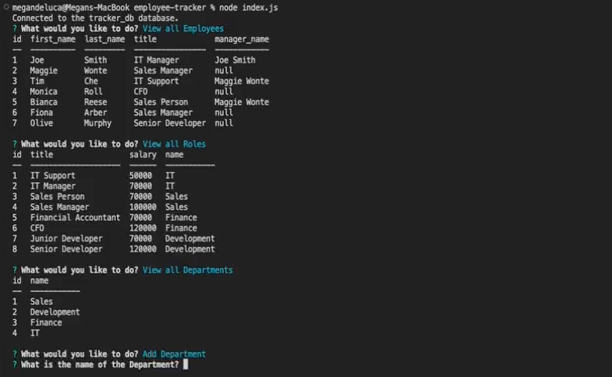 megandeluca@Megans-MacBook employee-tracker % node index.js
Connected to the tracker_db database.
? What would you like to do? View all Employees
id first_name last_name title manager_name
1 Joe Smith IT Manager Joe Smith
2 Maggie Wonte Sales Manager null
3 Tim Che IT Support Maggie Wonte
4 Monica Roll CFO null
5 Bianca Reese Sales Person Maggie Wonte
6 Fiona Arber Sales Manager null
7 Olive Murphy Senior Developer null
? What would you like to do? View all Roles
id title salary name
1 IT Support 50000 IT
2 IT Manager 70000 IT
3 Sales Person 70000 Sales
4 Sales Manager 100000 Sales
5 Financial Accountant 70000 Finance
6 CFO 120000 Finance
7 Junior Developer 70000 Development
8 Senior Developer 120000 Development
? What would you like to do? View all Departments
id name
1 Sales
2 Development
3 Finance
4 IT
? What would you like to do? Add Department
? What is the name of the Department?